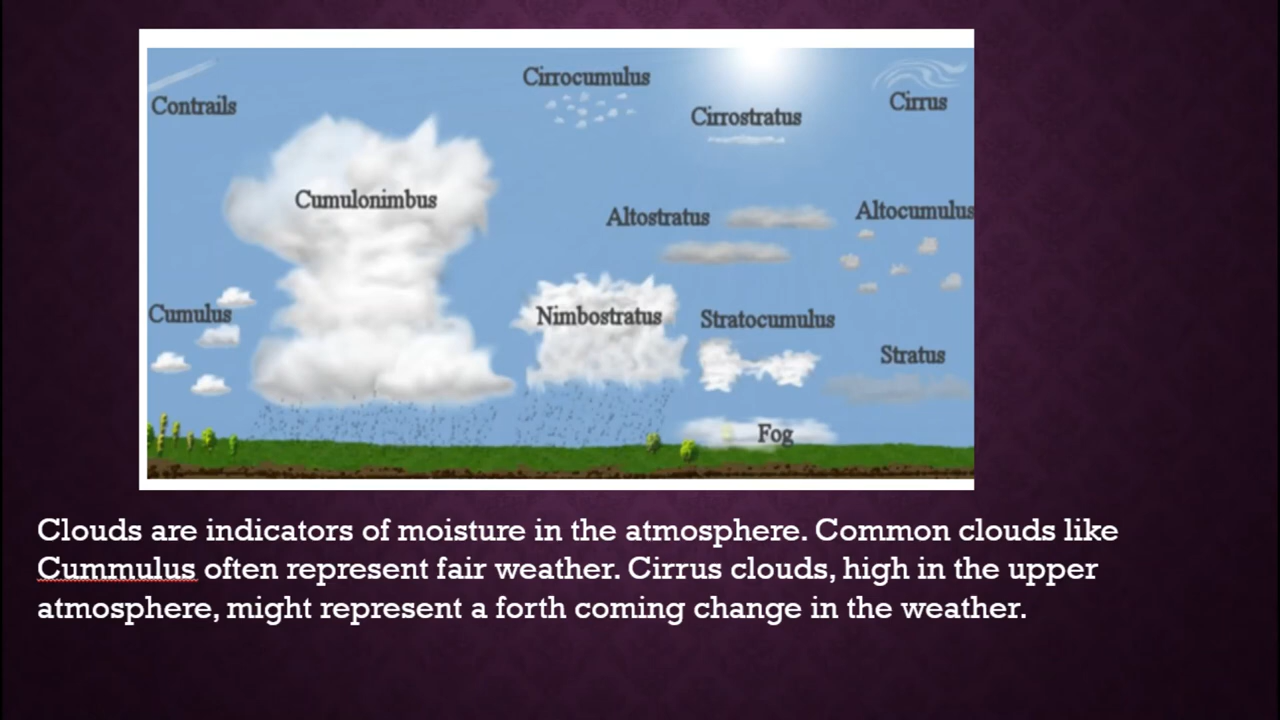 Cirrocumulus
Contrails
Cirrostratus
Cirrus
Cumulonimbus
Altostratus
Altocumulus
Cumulus
Nimbostratus
Stratocumulus
Stratus
Fog
Clouds are indicators of moisture in the atmosphere. Common clouds like
Cummulus often represent fair weather. Cirrus clouds, high in the upper
atmosphere, might represent a forth coming change in the weather.